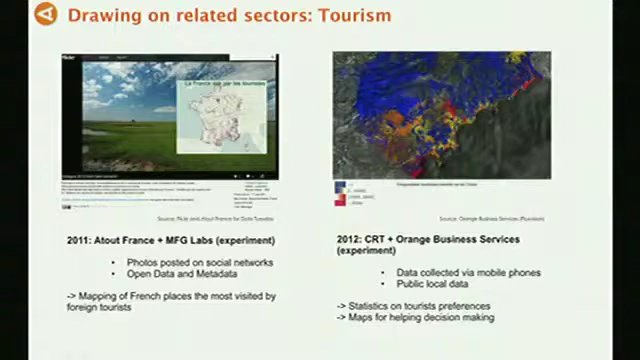 Drawing on related sectors: Tourism
flickr
La France vue par les touristes
Source: Flickr and Atout France for Data Tuesday
Source: Orange Business Services (Fluxvision)
2011: Atout France + MFG Labs (experiment)
• Photos posted on social networks
• Open Data and Metadata
-> Mapping of French places the most visited by
foreign tourists
2012: CRT + Orange Business Services
(experiment)
• Data collected via mobile phones
• Public local data
-> Statistics on tourists preferences
-> Maps for helping decision making